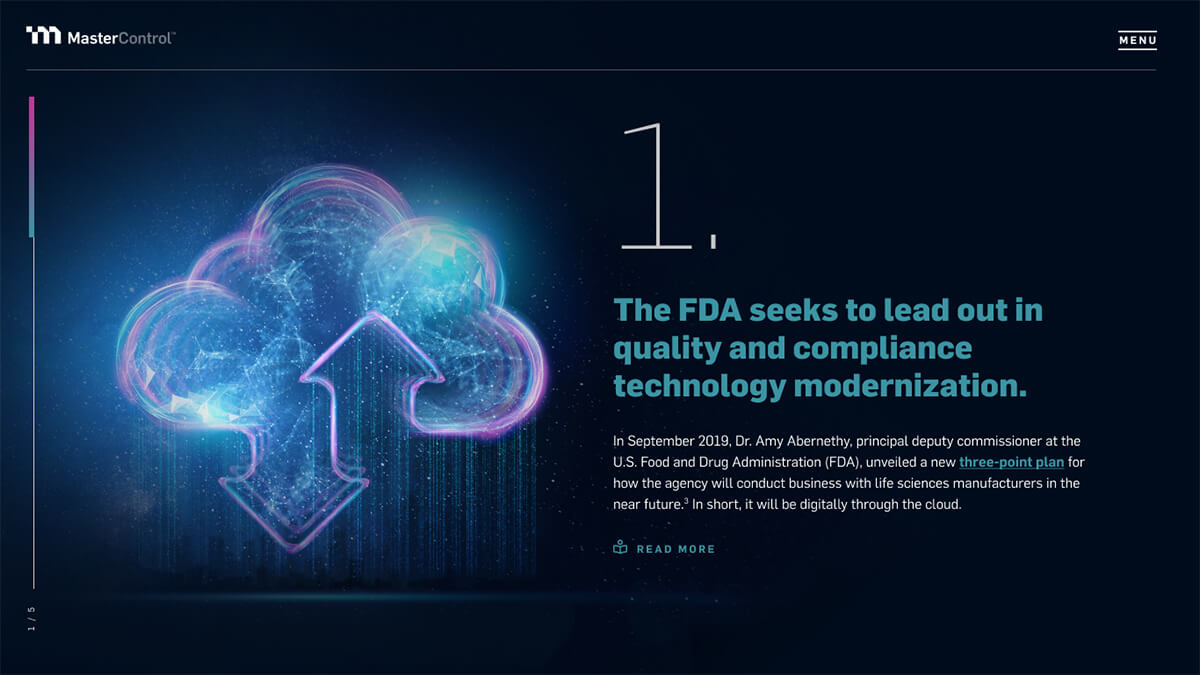 MasterControl™
MENU
1.
The FDA seeks to lead out in
quality and compliance
technology modernization.
In September 2019, Dr. Amy Abernethy, principal deputy commissioner at the
U.S. Food and Drug Administration (FDA), unveiled a new three-point plan for
how the agency will conduct business with life sciences manufacturers in the
near future.³ In short, it will be digitally through the cloud.
READ MORE
1 / 5